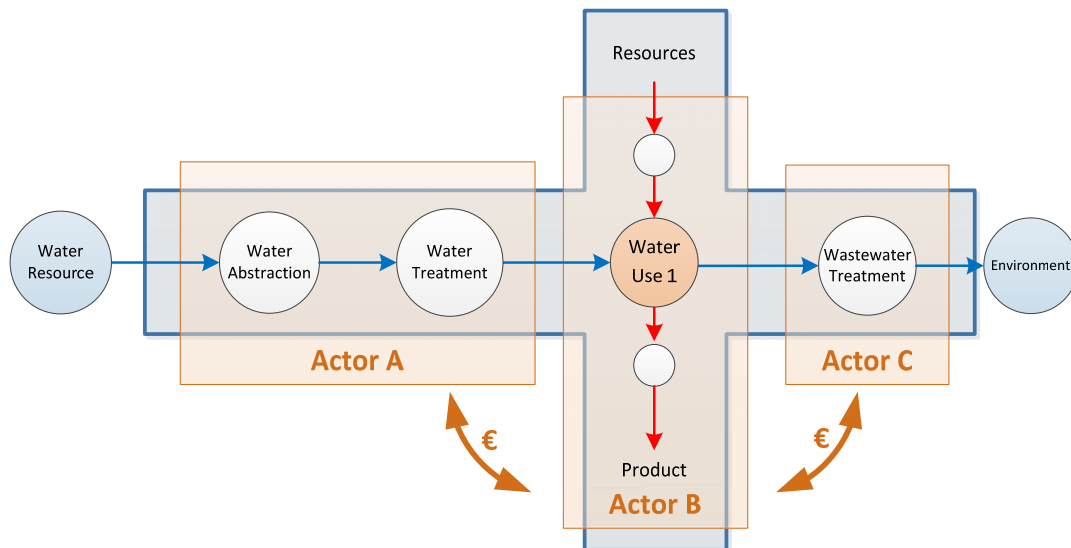 Resources
Water
Resource
Water
Abstraction
Water
Treatment
Water
Use 1
Wastewater
Treatment
Environment
Actor A
Actor C
€
€
Product
Actor B